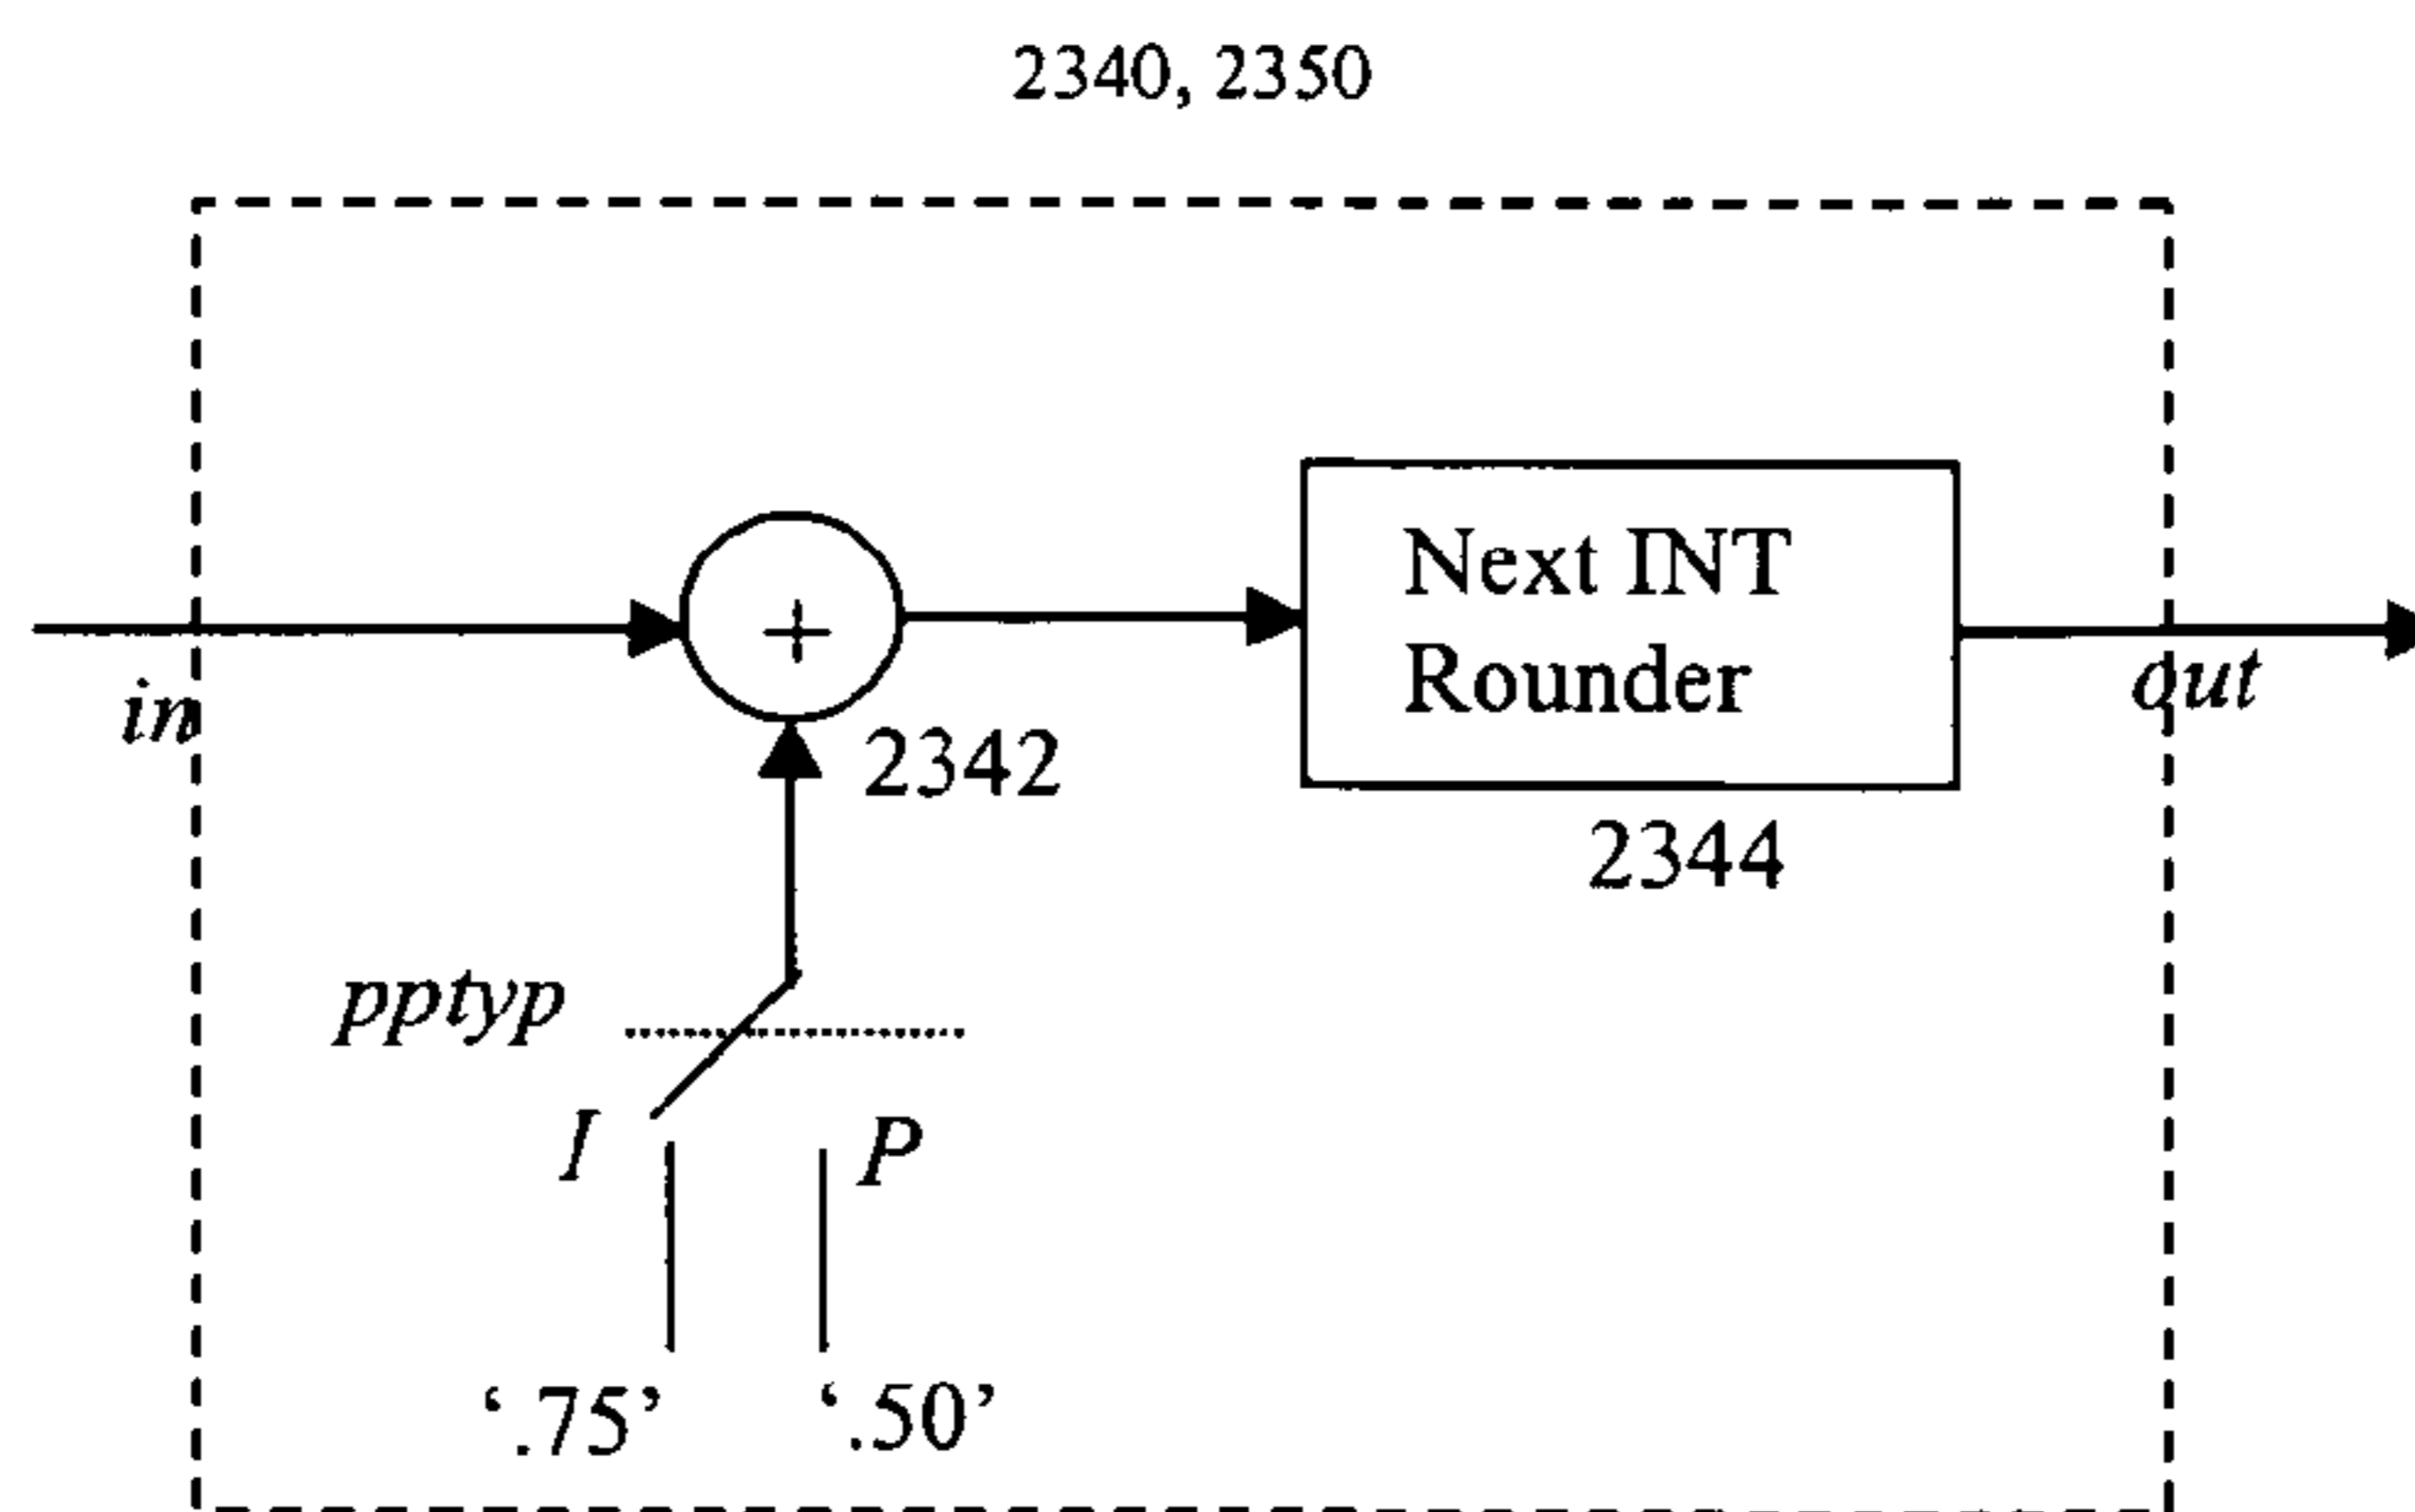 2340, 2350
Next INT
Rounder
in
out
2342
2344
pptyp
I
P
‘.75’
‘.50’